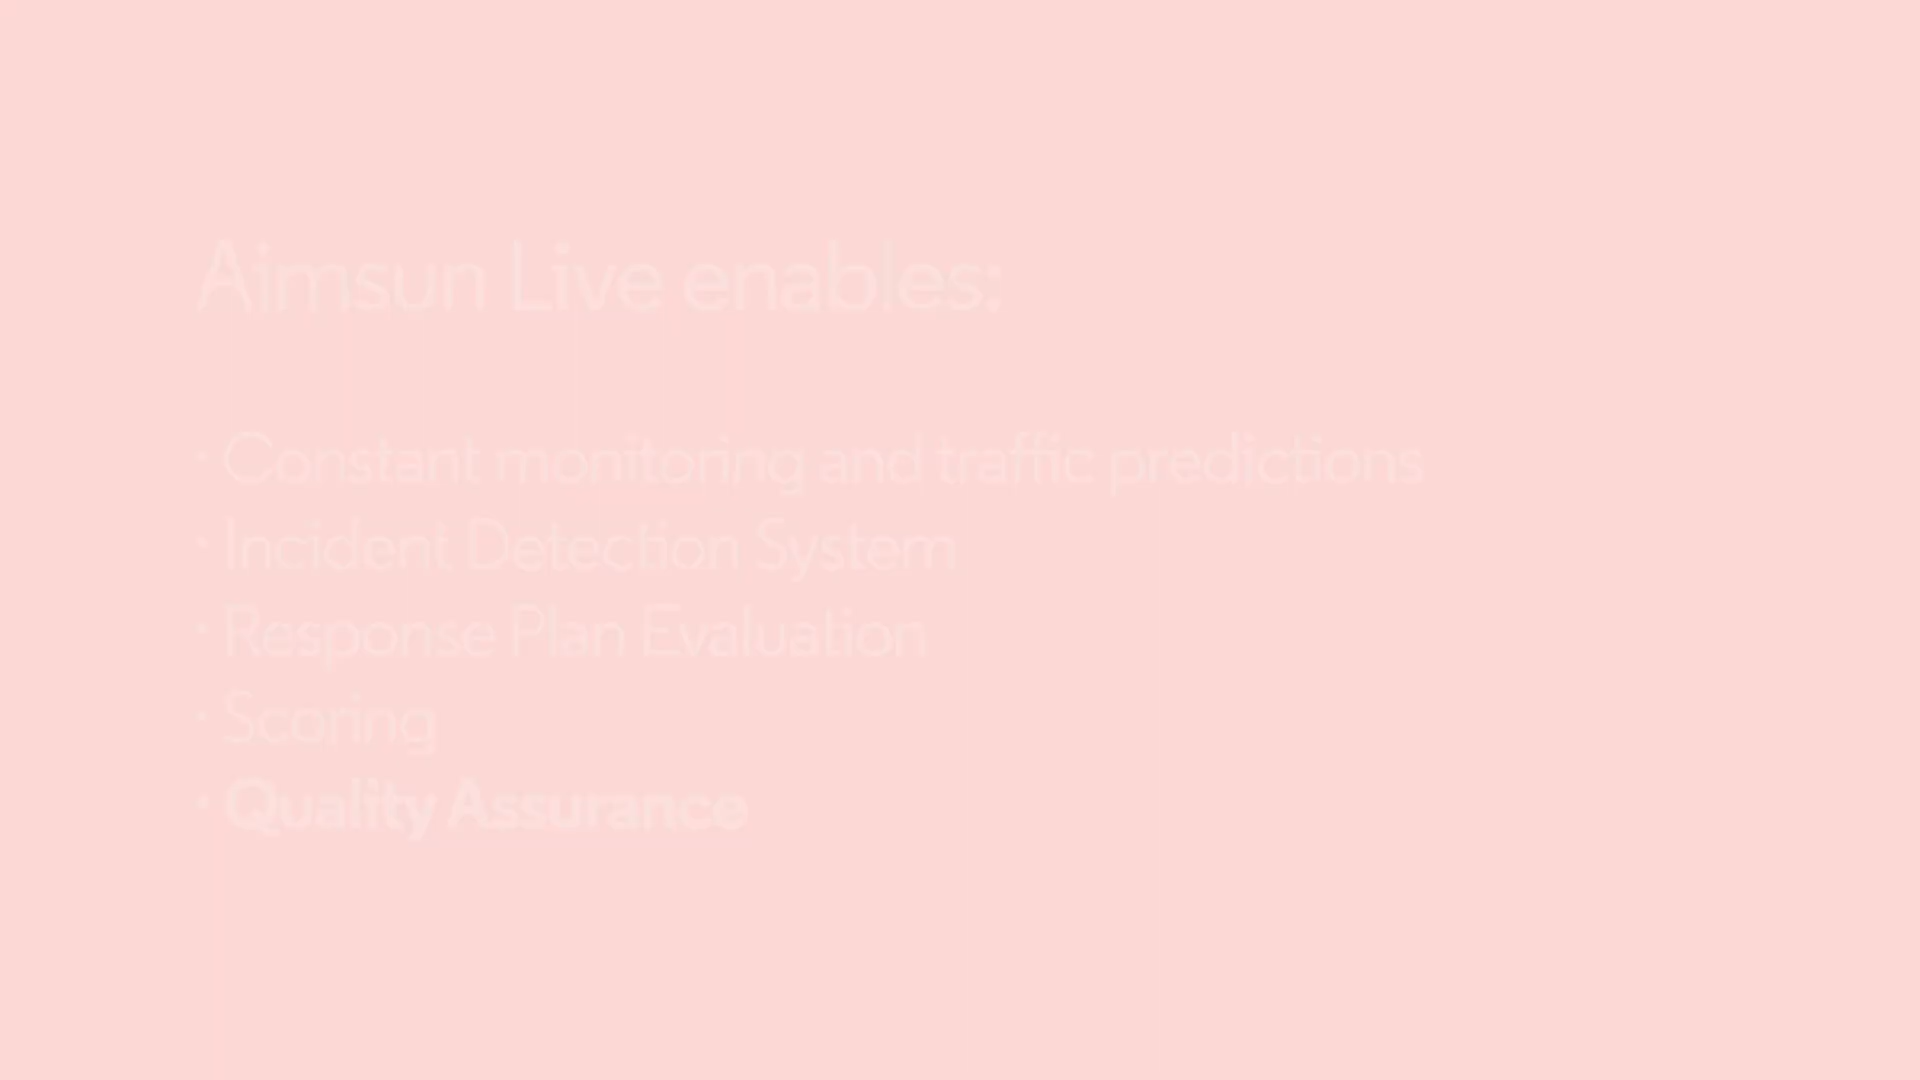 Aimsun Live enables:
· Constant monitoring and traffic predictions
· Incident Detection System
· Response Plan Evaluation
· Scoring
· Quality Assurance